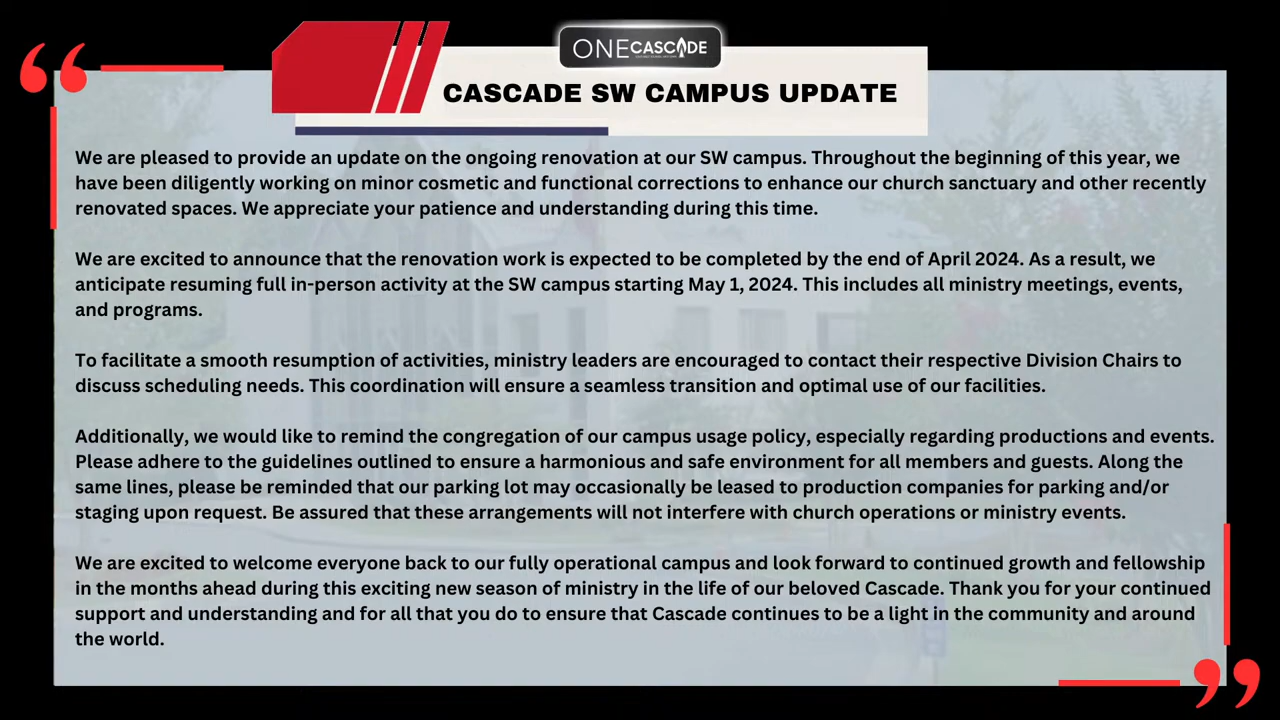 ONE CASCADE
CASCADE SW CAMPUS UPDATE
We are pleased to provide an update on the ongoing renovation at our SW campus. Throughout the beginning of this year, we
have been diligently working on minor cosmetic and functional corrections to enhance our church sanctuary and other recently
renovated spaces. We appreciate your patience and understanding during this time.
We are excited to announce that the renovation work is expected to be completed by the end of April 2024. As a result, we
anticipate resuming full in-person activity at the SW campus starting May 1, 2024. This includes all ministry meetings, events,
and programs.
To facilitate a smooth resumption of activities, ministry leaders are encouraged to contact their respective Division Chairs to
discuss scheduling needs. This coordination will ensure a seamless transition and optimal use of our facilities.
Additionally, we would like to remind the congregation of our campus usage policy, especially regarding productions and events.
Please adhere to the guidelines outlined to ensure a harmonious and safe environment for all members and guests. Along the
same lines, please be reminded that our parking lot may occasionally be leased to production companies for parking and/or
staging upon request. Be assured that these arrangements will not interfere with church operations or ministry events.
We are excited to welcome everyone back to our fully operational campus and look forward to continued growth and fellowship
in the months ahead during this exciting new season of ministry in the life of our beloved Cascade. Thank you for your continued
support and understanding and for all that you do to ensure that Cascade continues to be a light in the community and around
the world.